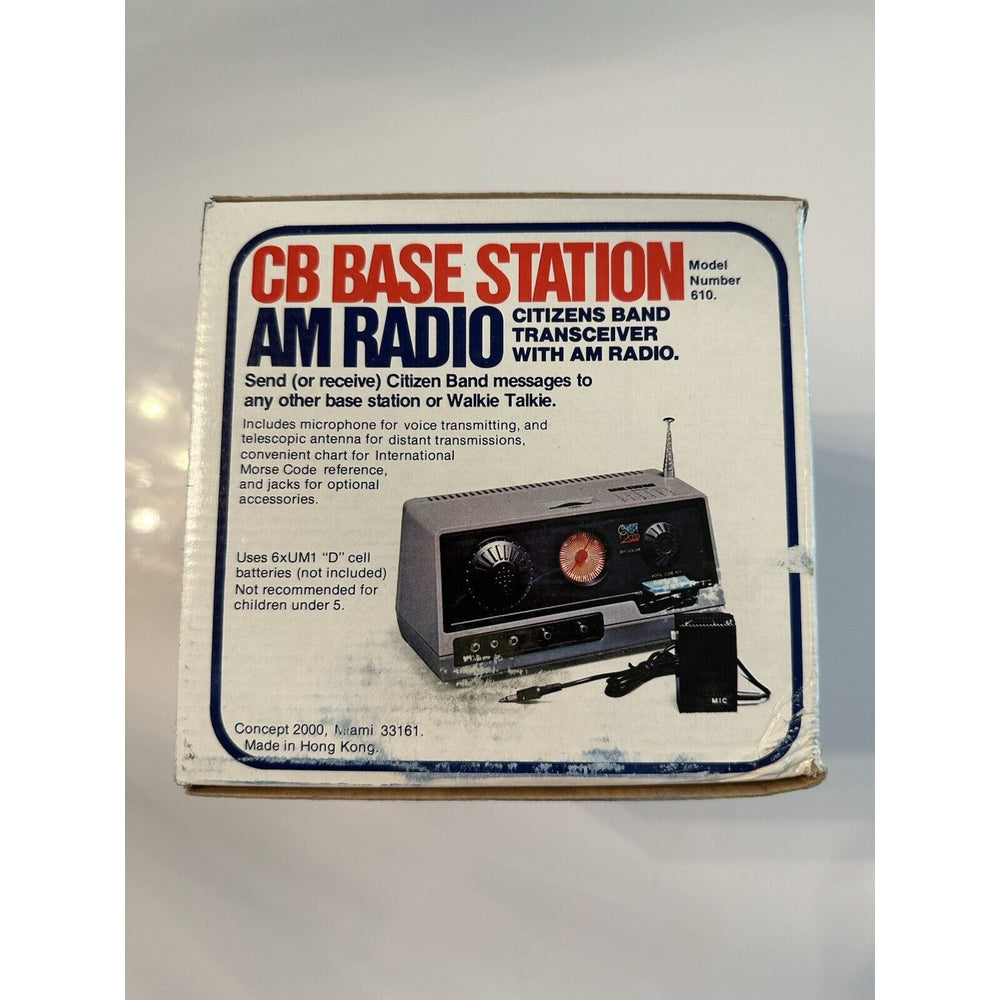 CB BASE STATION
Model
Number
610.
AM RADIO
CITIZENS BAND
TRANSCEIVER
WITH AM RADIO.
Send (or receive) Citizen Band messages to
any other base station or Walkie Talkie.
Includes microphone for voice transmitting, and
telescopic antenna for distant transmissions,
convenient chart for International
Morse Code reference,
and jacks for optional
accessories.
Uses 6xUM1 "D" cell
batteries (not included)
Not recommended for
children under 5.
MIC
Concept 2000, Miami 33161.
Made in Hong Kong.